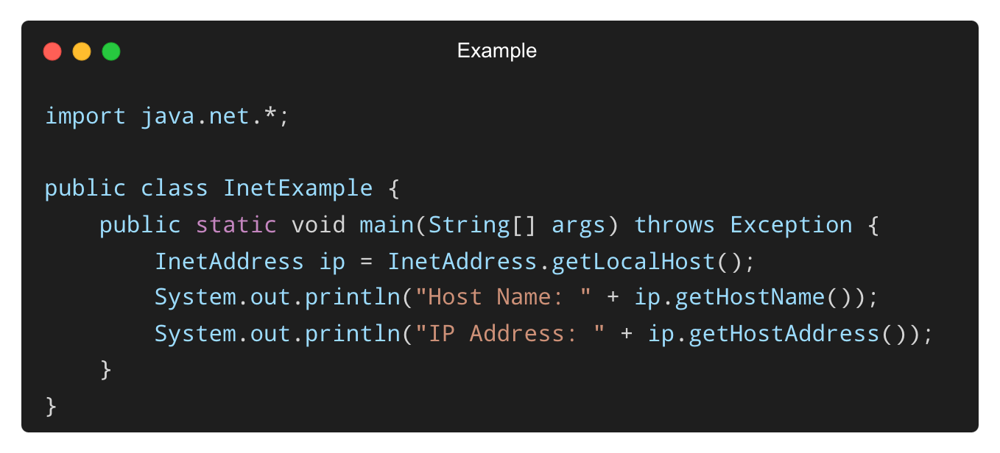 Example
import java.net.*;
public class InetExample {
    public static void main(String[] args) throws Exception {
        InetAddress ip = InetAddress.getLocalHost();
        System.out.println("Host Name: " + ip.getHostName());
        System.out.println("IP Address: " + ip.getHostAddress());
    }
}